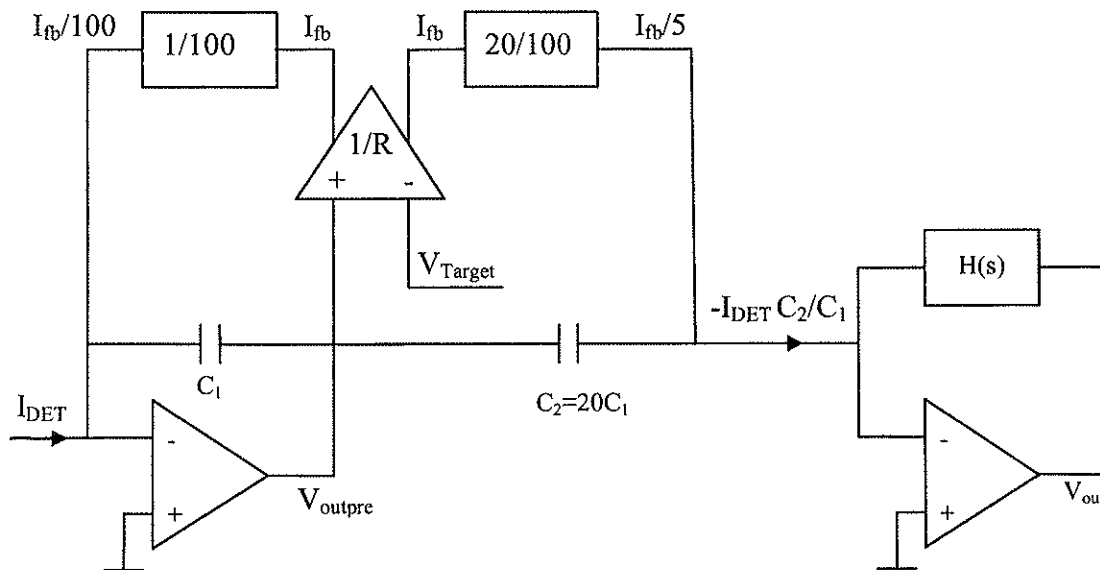 I_fb/100
1/100
I_fb
I_fb
20/100
I_fb/5
1/R
+
-
V_Target
H(s)
-I_DET C_2/C_1
C_1
C_2=20C_1
I_DET
-
+
V_outpre
-
+
V_ou